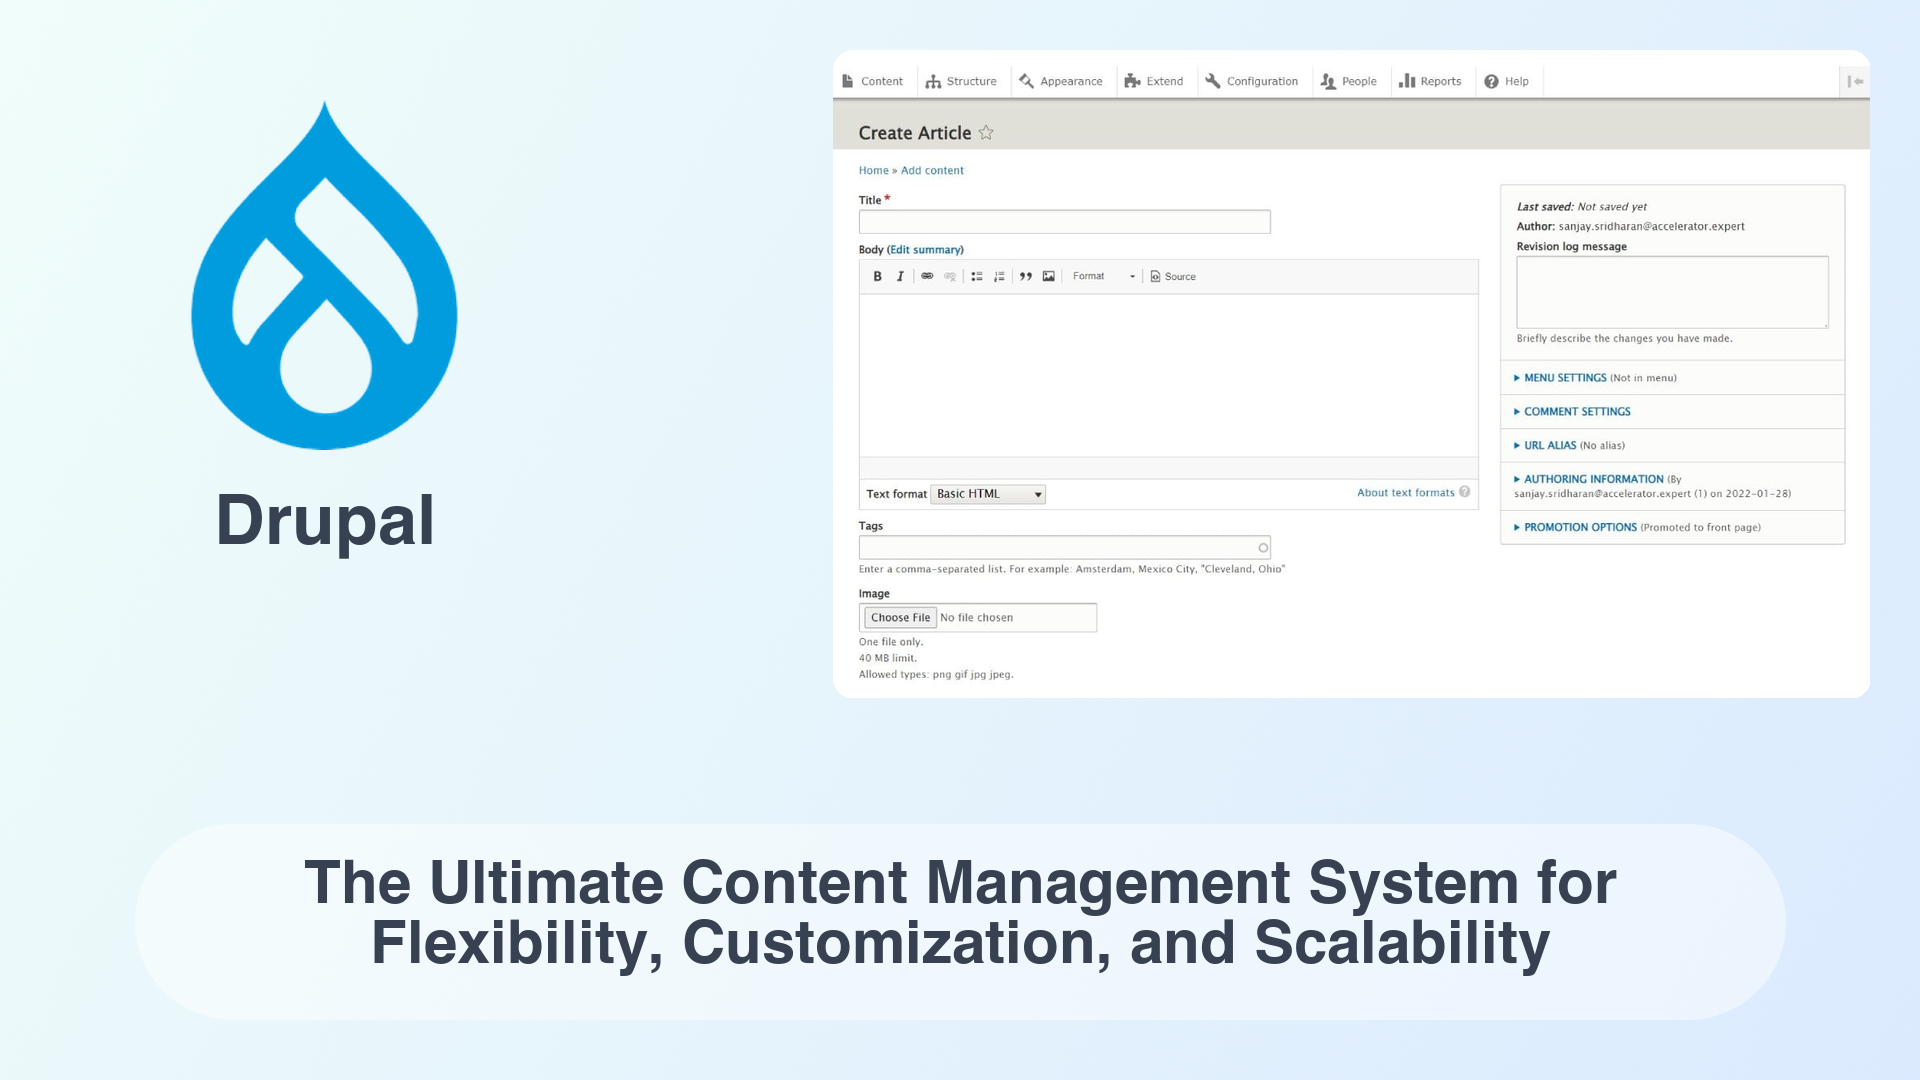 Drupal
Content Structure Appearance Extend Configuration People Reports Help
Create Article
Home » Add content
Title *
Body (Edit summary)
B I Format Source
Text format Basic HTML About text formats ?
Tags
Enter a comma-separated list. For example: Amsterdam, Mexico City, "Cleveland, Ohio"
Image
Choose File No file chosen
One file only.
40 MB limit.
Allowed types: png gif jpg jpeg.
Last saved: Not saved yet
Author: sanjay.sridharan@accelerator.expert
Revision log message
Briefly describe the changes you have made.
MENU SETTINGS (Not in menu)
COMMENT SETTINGS
URL ALIAS (No alias)
AUTHORING INFORMATION (By
sanjay.sridharan@accelerator.expert (1) on 2022-01-28)
PROMOTION OPTIONS (Promoted to front page)
The Ultimate Content Management System for
Flexibility, Customization, and Scalability